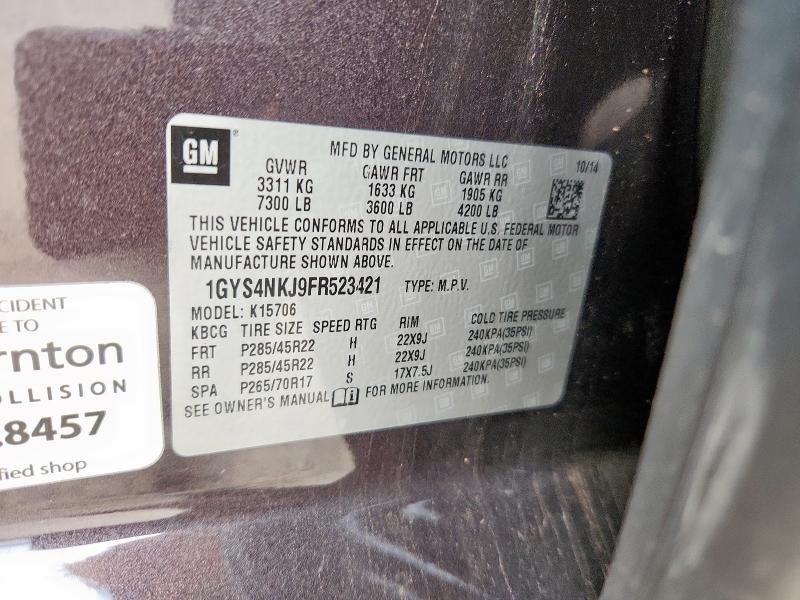 GM
MFD BY GENERAL MOTORS LLC
10/14
GVWR GAWR FRT GAWR RR
3311 KG 1633 KG 1905 KG
7300 LB 3600 LB 4200 LB
THIS VEHICLE CONFORMS TO ALL APPLICABLE U.S. FEDERAL MOTOR
VEHICLE SAFETY STANDARDS IN EFFECT ON THE DATE OF
MANUFACTURE SHOWN ABOVE.
1GYS4NKJ9FR523421 TYPE: M.P.V.
MODEL: K15706
KBCG TIRE SIZE SPEED RTG RIM COLD TIRE PRESSURE
FRT P285/45R22 H 22X9J 240KPA(35PSI)
RR P285/45R22 H 22X9J 240KPA(35PSI)
SPA P265/70R17 S 17X7.5J 240KPA(35PSI)
SEE OWNER'S MANUAL FOR MORE INFORMATION.
CIDENT
E TO
rnton
OLLISION
.8457
fied shop